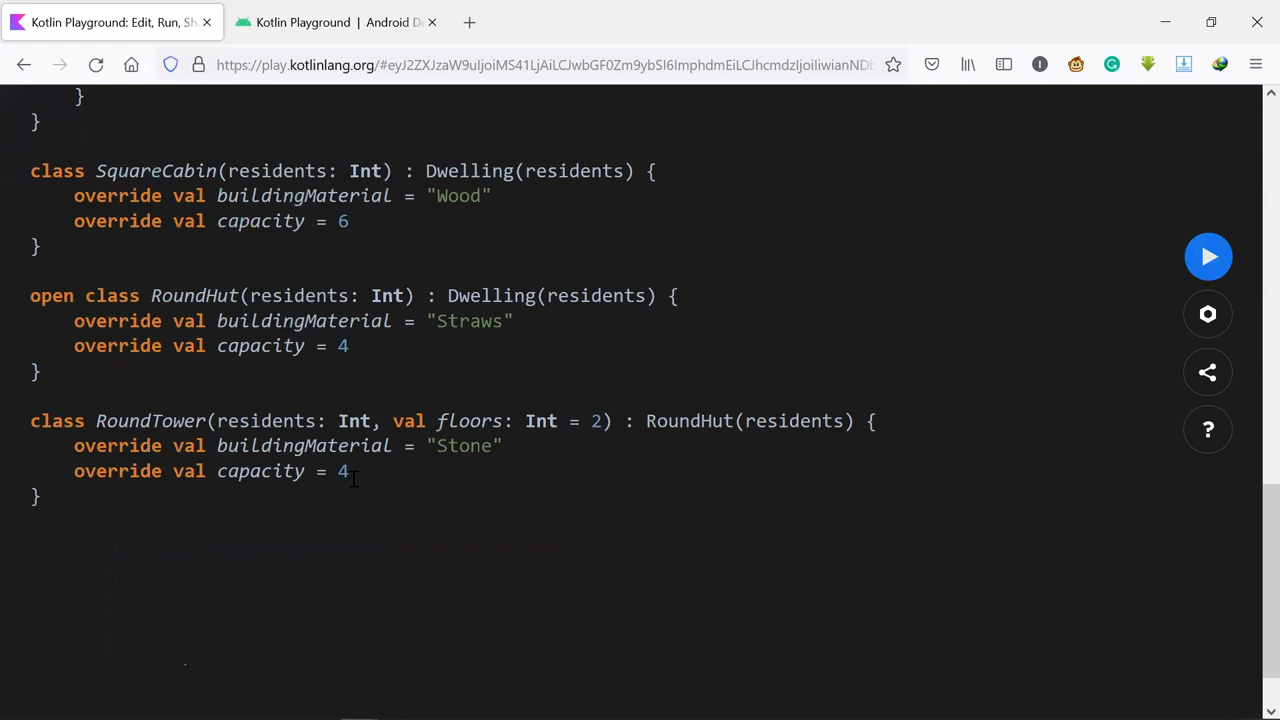 Kotlin Playground: Edit, Run, Sh
Kotlin Playground | Android De
https://play.kotlinlang.org/#eyJ2ZXJzaW9uIjoiMS41LjAiLCJwbGF0Zm9ybSI6ImphdmEiLCJhcmdzIjoiIiwianNDb
}
}
class SquareCabin(residents: Int) : Dwelling(residents) {
override val buildingMaterial = "Wood"
override val capacity = 6
}
open class RoundHut(residents: Int) : Dwelling(residents) {
override val buildingMaterial = "Straws"
override val capacity = 4
}
class RoundTower(residents: Int, val floors: Int = 2) : RoundHut(residents) {
override val buildingMaterial = "Stone"
override val capacity = 4
}
?